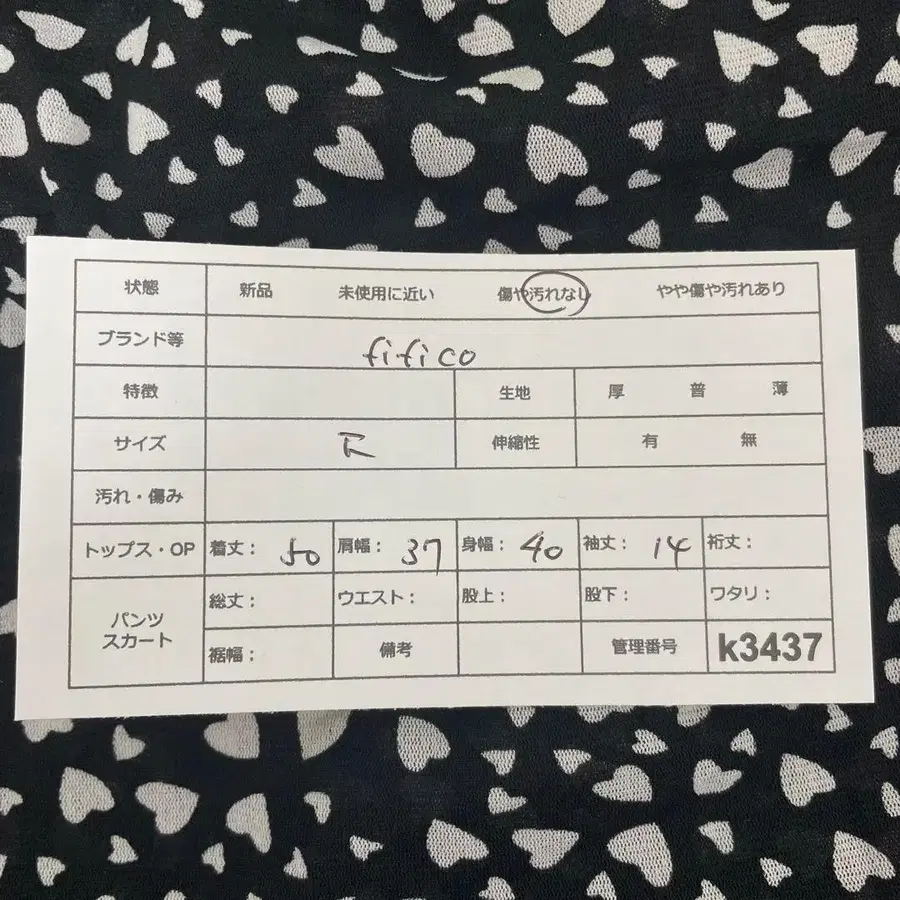 状態 新品 未使用に近い 傷や汚れなし やや傷や汚れあり
ブランド等 fifico
特徴 生地 厚 普 薄
サイズ 伸縮性 有 無
汚れ・傷み
トップス・OP 着丈： 50 肩幅： 37 身幅： 40 袖丈： 14 裄丈：
パンツ スカート 総丈： ウエスト： 股上： 股下： ワタリ：
裾幅： 備考 管理番号 k3437